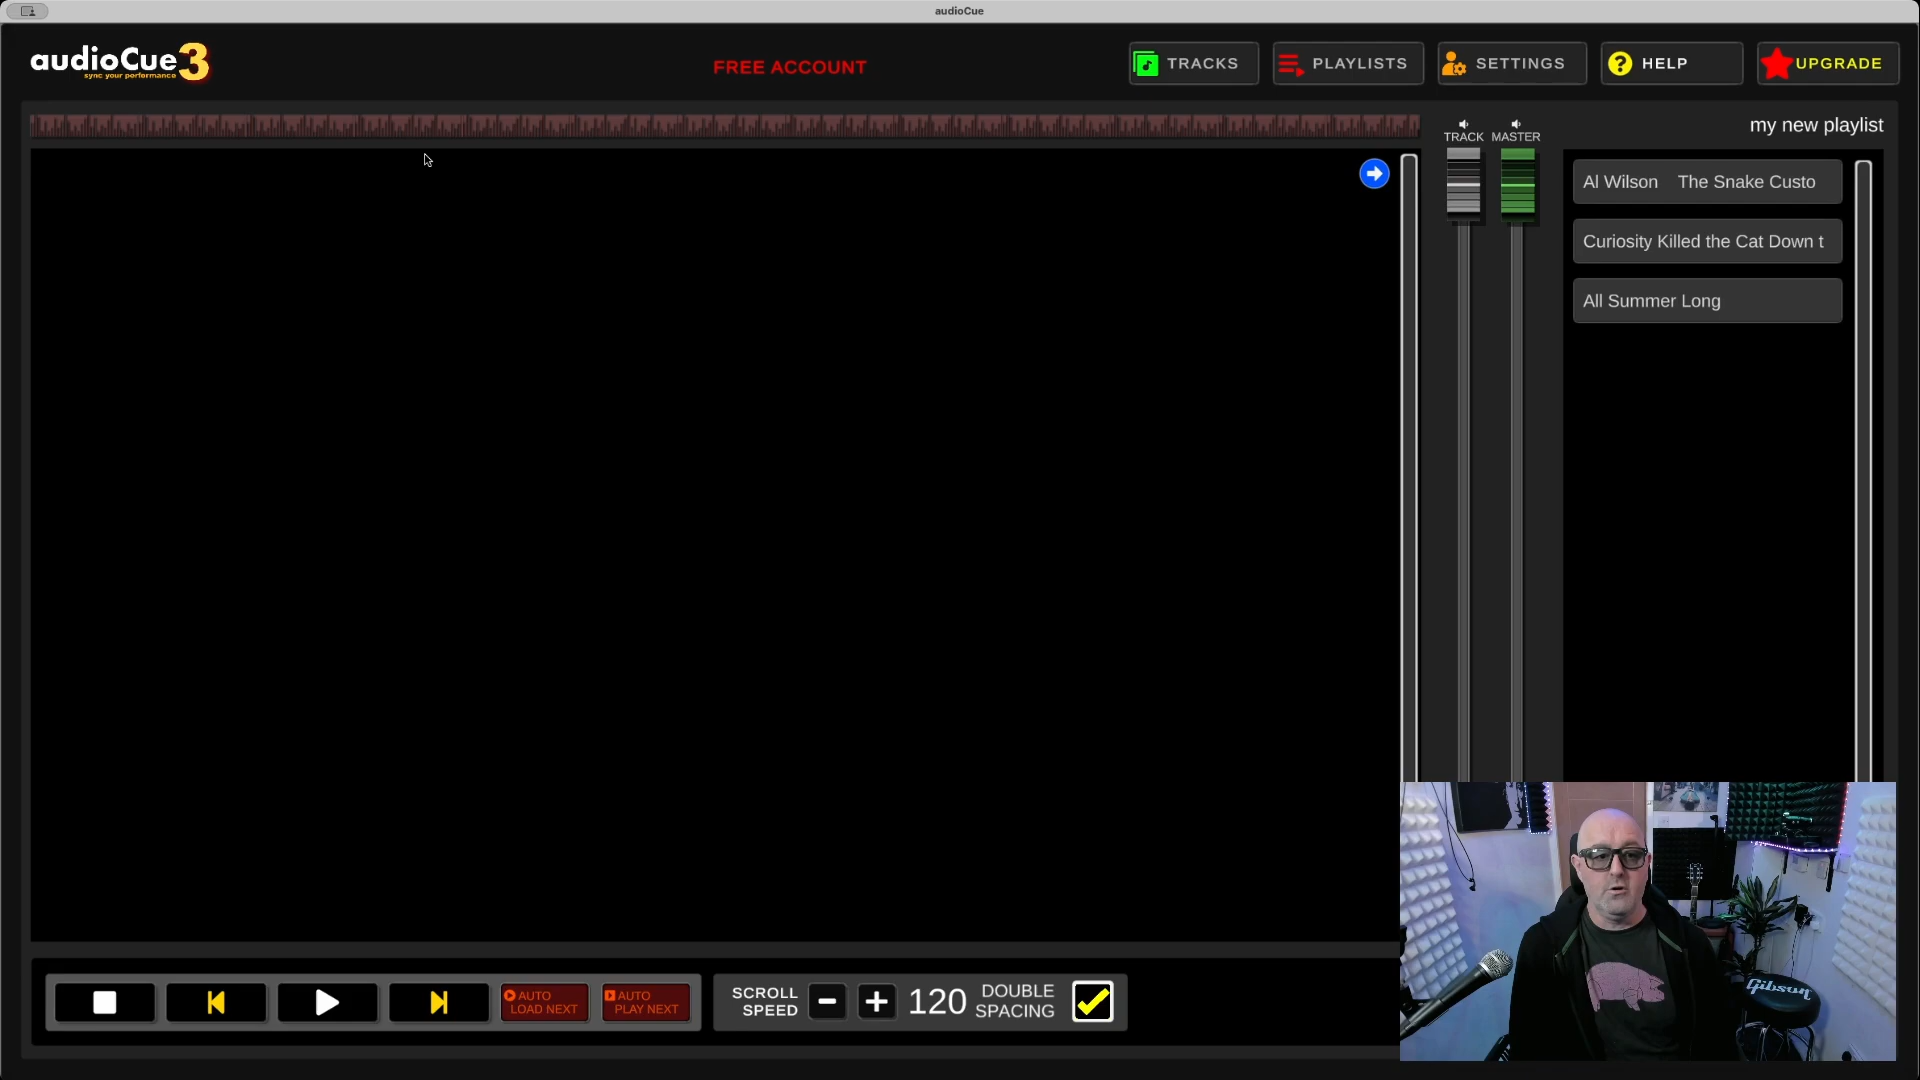 audioCue
audioCue3
sync your performance
FREE ACCOUNT
TRACKS
PLAYLISTS
SETTINGS
? HELP
UPGRADE
TRACK
MASTER
my new playlist
Al Wilson The Snake Custo
Curiosity Killed the Cat Down t
All Summer Long
AUTO
LOAD NEXT
AUTO
PLAY NEXT
SCROLL
SPEED
120
DOUBLE
SPACING
Gibson